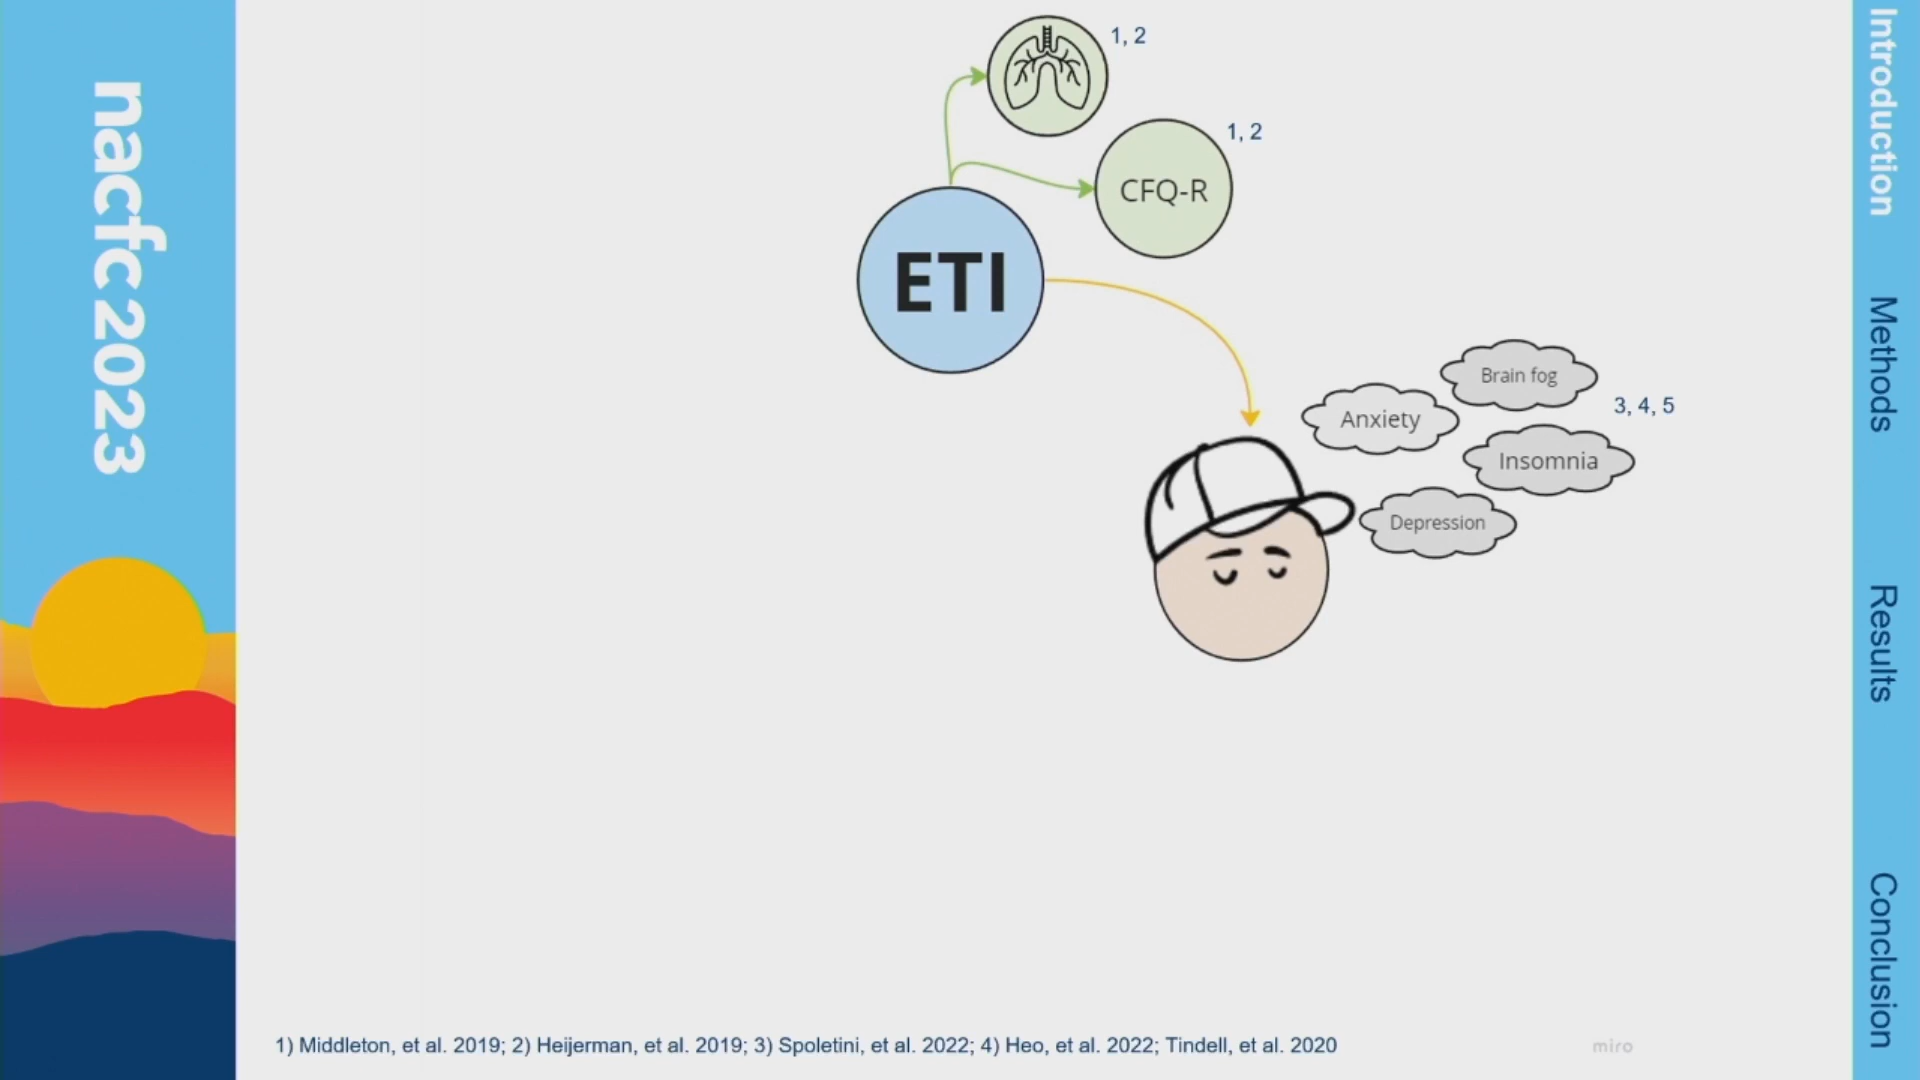 nacfc 2023
1, 2
1, 2
CFQ-R
ETI
Brain fog
3, 4, 5
Anxiety
Insomnia
Depression
1) Middleton, et al. 2019; 2) Heijerman, et al. 2019; 3) Spoletini, et al. 2022; 4) Heo, et al. 2022; Tindell, et al. 2020
miro
Introduction
Methods
Results
Conclusion